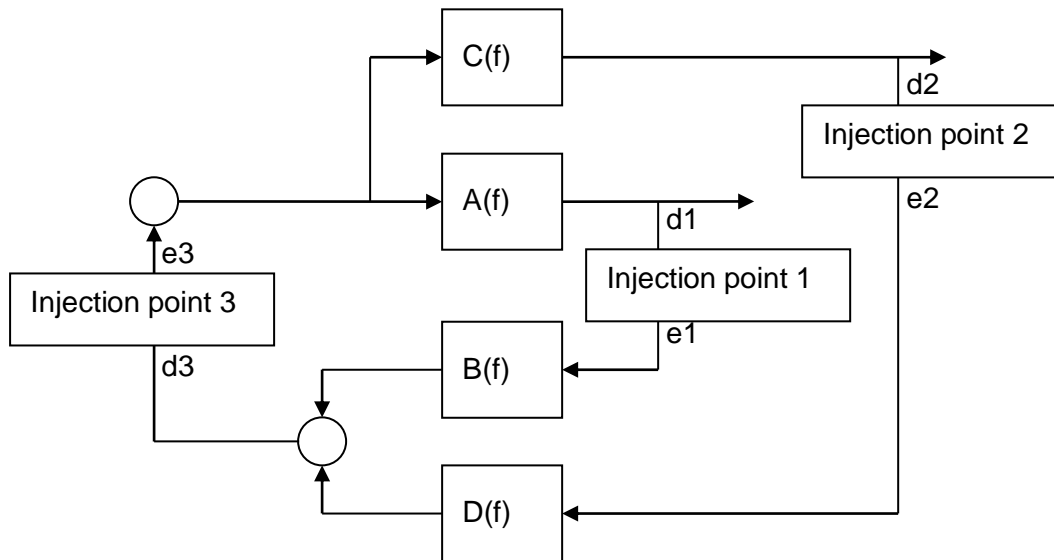 C(f)
d2
Injection point 2
A(f)
e2
d1
e3
Injection point 1
Injection point 3
e1
d3
B(f)
D(f)